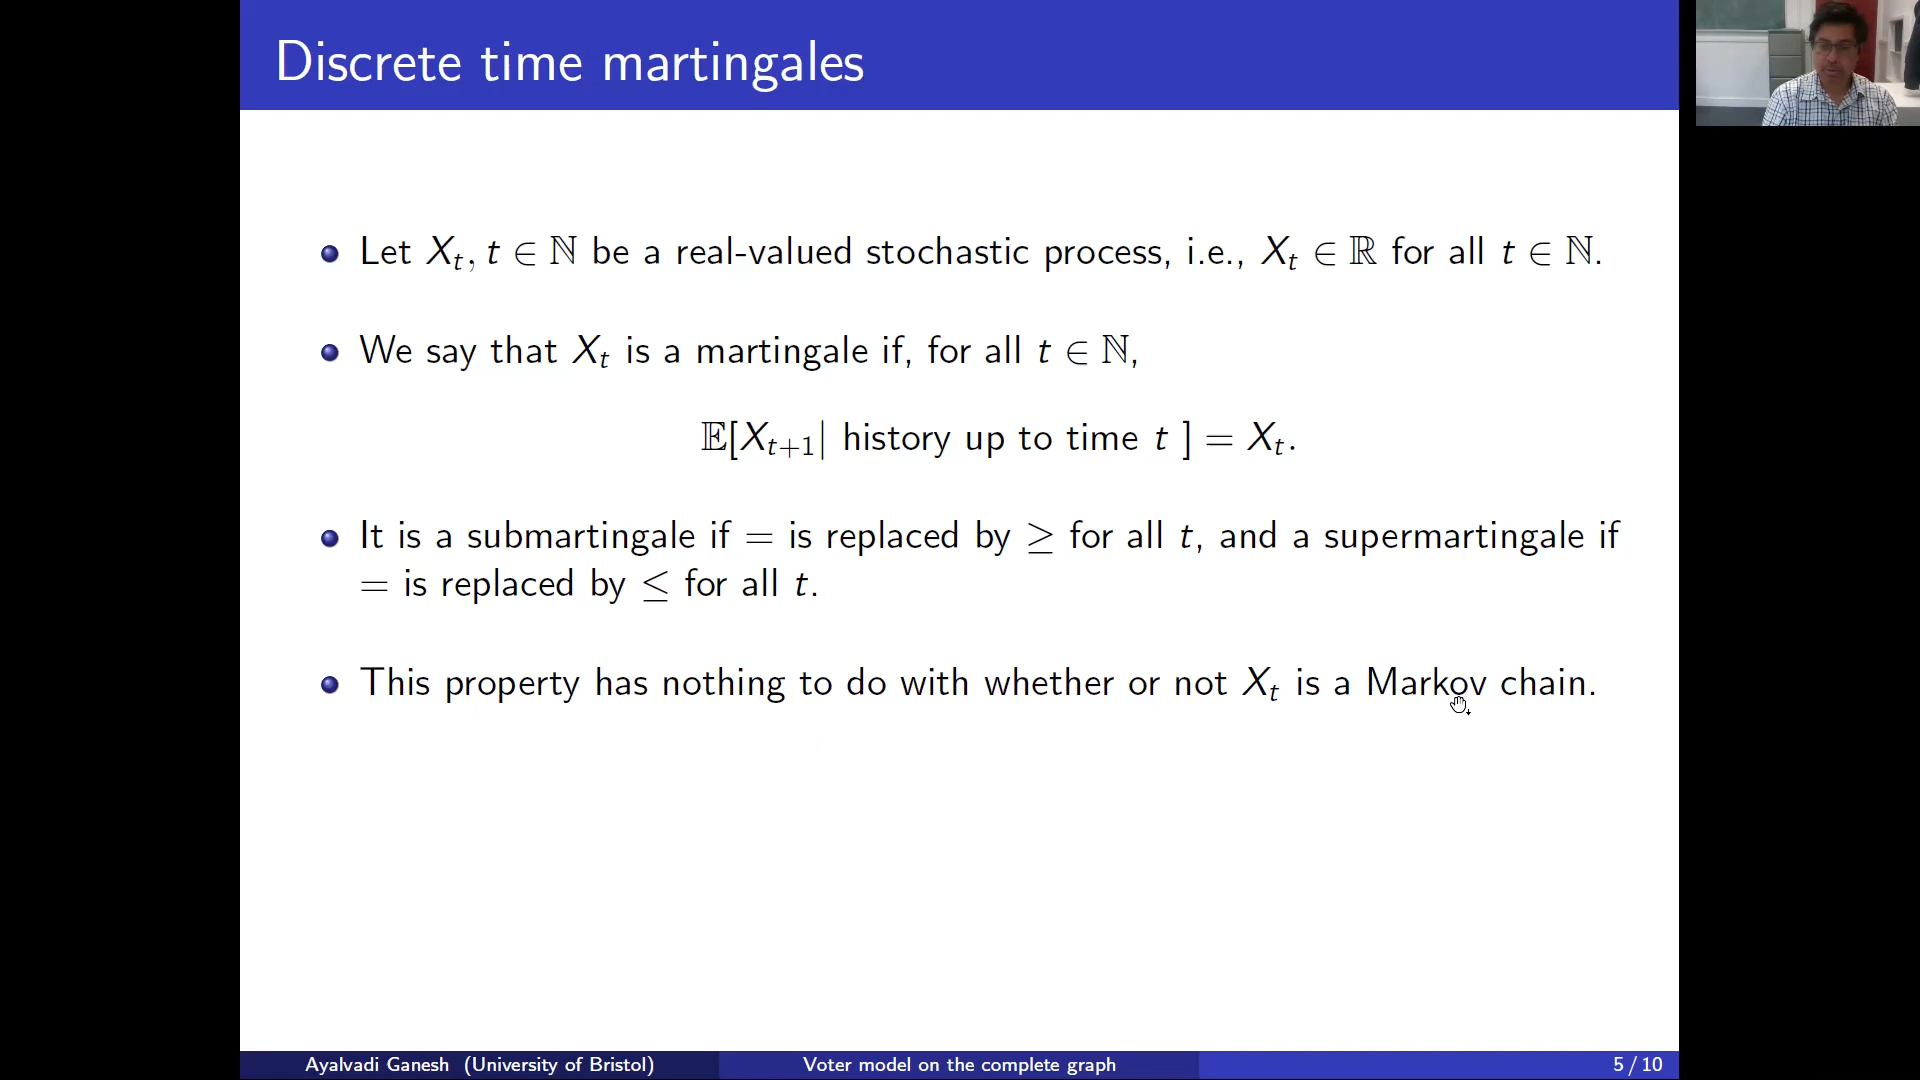 Discrete time martingales
Let Xₜ, t ∈ ℕ be a real-valued stochastic process, i.e., Xₜ ∈ ℝ for all t ∈ ℕ.
We say that Xₜ is a martingale if, for all t ∈ ℕ,
𝔼[Xₜ₊₁| history up to time t ] = Xₜ.
It is a submartingale if = is replaced by ≥ for all t, and a supermartingale if
= is replaced by ≤ for all t.
This property has nothing to do with whether or not Xₜ is a Markov chain.
Ayalvadi Ganesh (University of Bristol)
Voter model on the complete graph
5 / 10